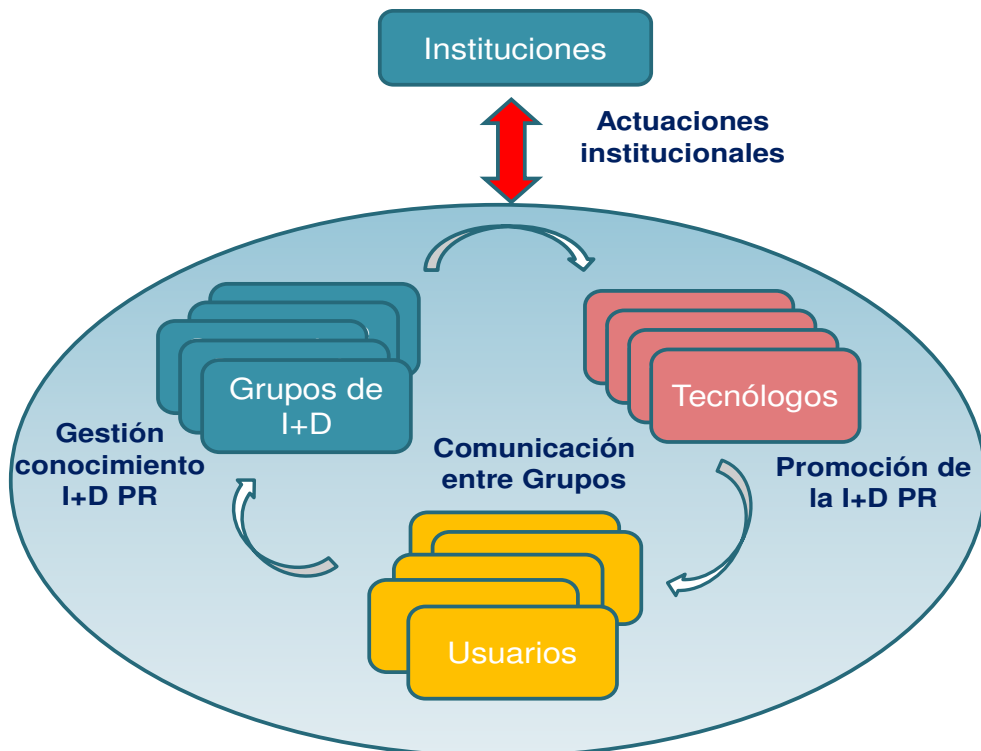 Instituciones
Actuaciones
institucionales
Grupos de
I+D
Tecnólogos
Gestión
conocimiento
I+D PR
Comunicación
entre Grupos
Promoción de
la I+D PR
Usuarios